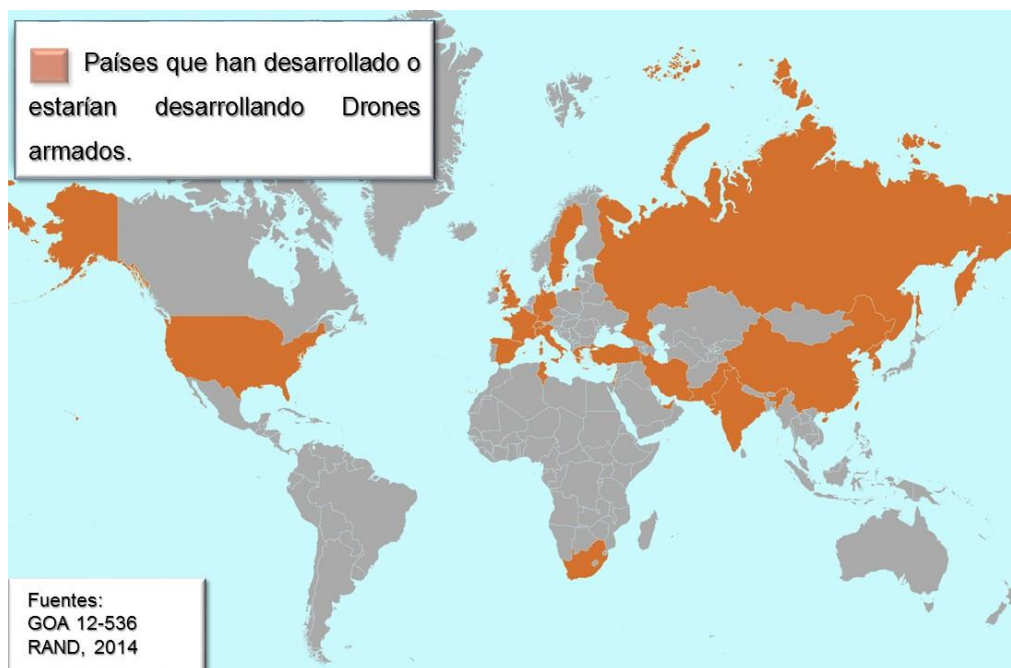 Países que han desarrollado o
estarían desarrollando Drones
armados.
Fuentes:
GOA 12-536
RAND, 2014